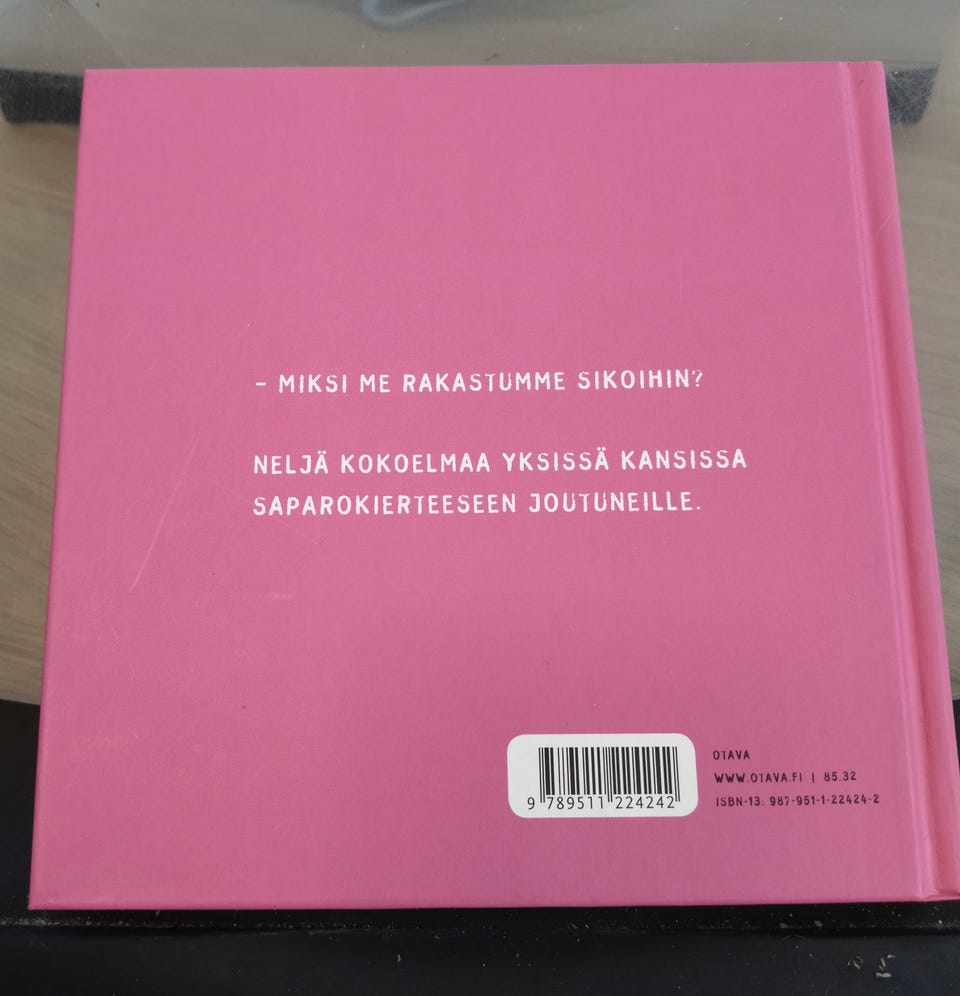 - MIKSI ME RAKASTUMME SIKOIHIN?
NELJÄ KOKOELMAA YKSISSÄ KANSISSA
SAPAROKIERTEESEEN JOUTUNEILLE.
OTAVA
WWW.OTAVA.FI | 85.32
ISBN-13: 987-951-1-22424-2
9 789511 224242